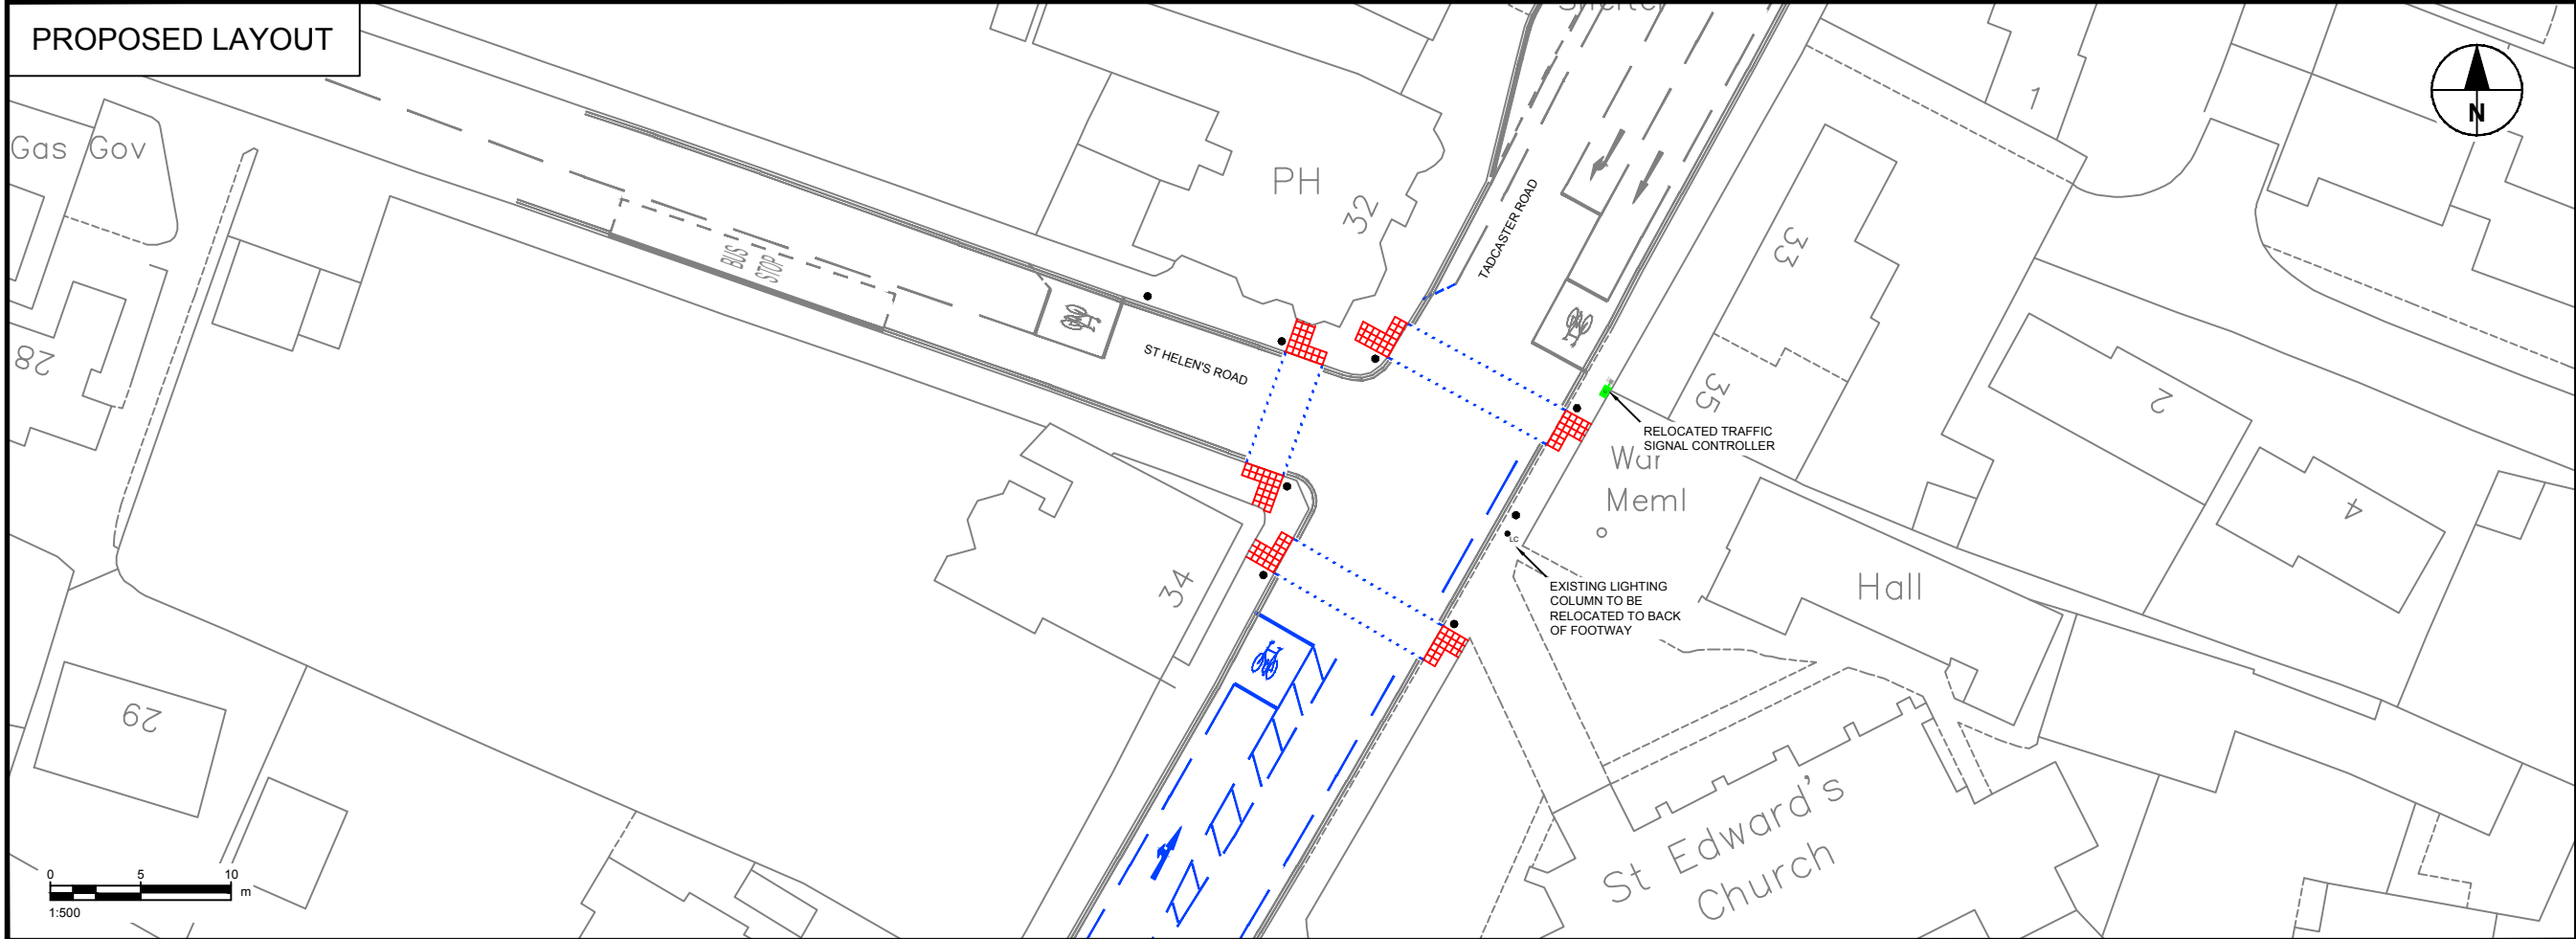 PROPOSED LAYOUT
N
Gas Gov
PH
32
1
33
TADCASTER ROAD
BUS
STOP
28
ST HELEN'S ROAD
35
2
RELOCATED TRAFFIC
SIGNAL CONTROLLER
War
Meml
4
LC
EXISTING LIGHTING
COLUMN TO BE
RELOCATED TO BACK
OF FOOTWAY
Hall
34
29
St Edward's
Church
0 5 10
m
1:500